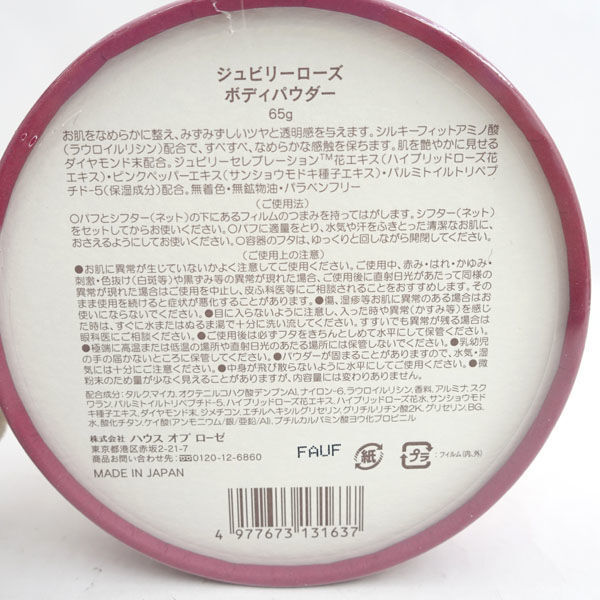 ジュビリーローズ
ボディパウダー
65g
お肌をなめらかに整え、みずみずしいツヤと透明感を与えます。シルキーフィットアミノ酸
(ラウロイルリシン)配合で、すべすべ、なめらかな感触を保ちます。肌を艶やかに見せる
ダイヤモンド末配合。ジュビリーセレブレーション™花エキス(ハイブリッドローズ花
エキス)・ピンクペッパーエキス(サンショウモドキ種子エキス)・パルミトイルトリペプ
チド-5(保湿成分)配合。無着色・無鉱物油・パラベンフリー
〈ご使用法〉
○パフとシフター(ネット)の下にあるフィルムのつまみを持ってはがします。シフター(ネット)
をセットしてからお使いください。○パフに適量をとり、水気や汗をふきとった清潔なお肌に、
おさえるようにしてお使いください。○容器のフタは、ゆっくりと回しながら開閉してください。
〈ご使用上の注意〉
●お肌に異常が生じていないかよく注意してご使用ください。ご使用中、赤み・はれ・かゆみ・
刺激・色抜け(白斑等)や黒ずみ等の異常が現れた場合、ご使用後に直射日光があたって同様の
異常が現れた場合はご使用を中止し、皮ふ科医等にご相談されることをおすすめします。その
まま使用を続けると症状が悪化することがあります。●傷、湿疹等お肌に異常のある場合はお
使いにならないでください。●目に入らないように注意し、入った時や異常(かすみ等)を感じ
た時は、すぐに水またはぬるま湯で十分に洗い流してください。すすいでも異常が残る場合は
眼科医にご相談ください。●ご使用後は必ずフタをきちんとしめて水平にして保管してください。
●極端に高温または低温の場所や直射日光のあたる場所には保管しないでください。●乳幼児
の手の届かないところに保管してください。●パウダーが固まることがありますので、水気・湿
気には十分にご注意ください。●中身が飛び散らないように水平にしてご使用ください。●微
粉末のため量が少なく見えることがありますが、内容量には変わりありません。
配合成分:タルク,マイカ,オクテニルコハク酸デンプンAl,ナイロン-6,ラウロイルリシン,香料,アルミナ,スク
ワラン,パルミトイルトリペプチド-5,ハイブリッドローズ花エキス,ハイブリッドローズ花水,サンショウモド
キ種子エキス,ダイヤモンド末,ジメチコン,エチルヘキシルグリセリン,グリチルリチン酸2K,グリセリン,BG,
水,酸化チタン,ケイ酸(アンモニウム/銀/亜鉛/Al),ブチルカルバミン酸ヨウ化プロピニル
株式会社 ハウス オブ ローゼ
東京都港区赤坂2-21-7
商品お問い合わせ先:0120-12-6860
MADE IN JAPAN
FAUF
紙
プラ
:フィルム(内、外)
4 977673 131637